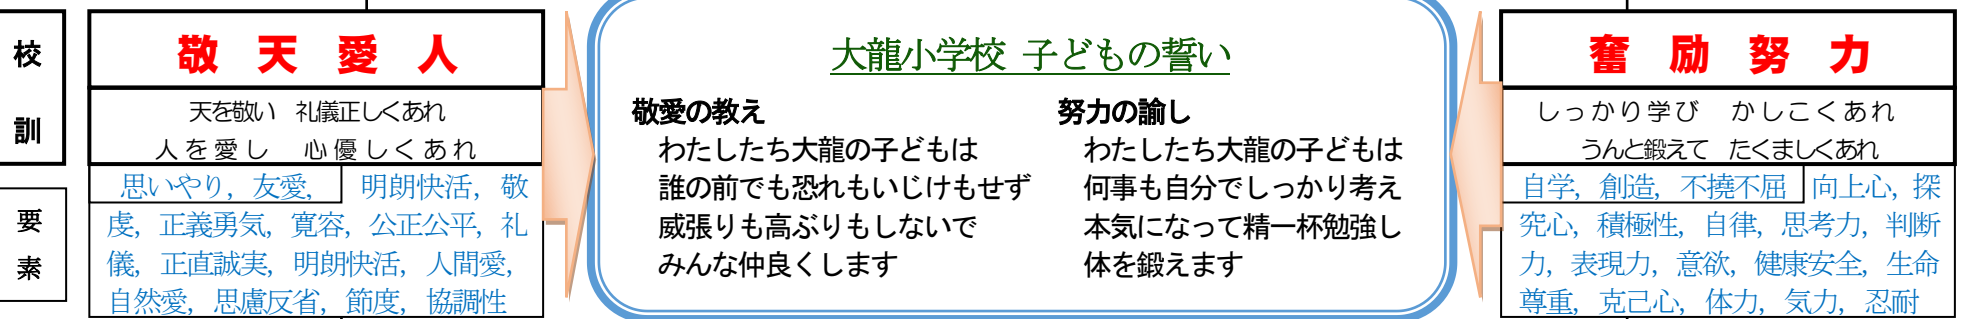 校
訓
敬 天 愛 人
天を敬い　礼儀正しくあれ
人を愛し　心優しくあれ
要
素
思いやり，友愛，　明朗快活，敬
虔，正義勇気，寛容，公正公平，礼
儀，正直誠実，明朗快活，人間愛，
自然愛，思慮反省，節度，協調性
大龍小学校 子どもの誓い
敬愛の教え
わたしたち大龍の子どもは
誰の前でも恐れもいじけもせず
威張りも高ぶりもしないで
みんな仲良くします
努力の諭し
わたしたち大龍の子どもは
何事も自分でしっかり考え
本気になって精一杯勉強し
体を鍛えます
奮 励 努 力
しっかり学び　かしこくあれ
うんと鍛えて　たくましくあれ
自学，創造，不撓不屈　向上心，探
究心，積極性，自律，思考力，判断
力，表現力，意欲，健康安全，生命
尊重，克己心，体力，気力，忍耐